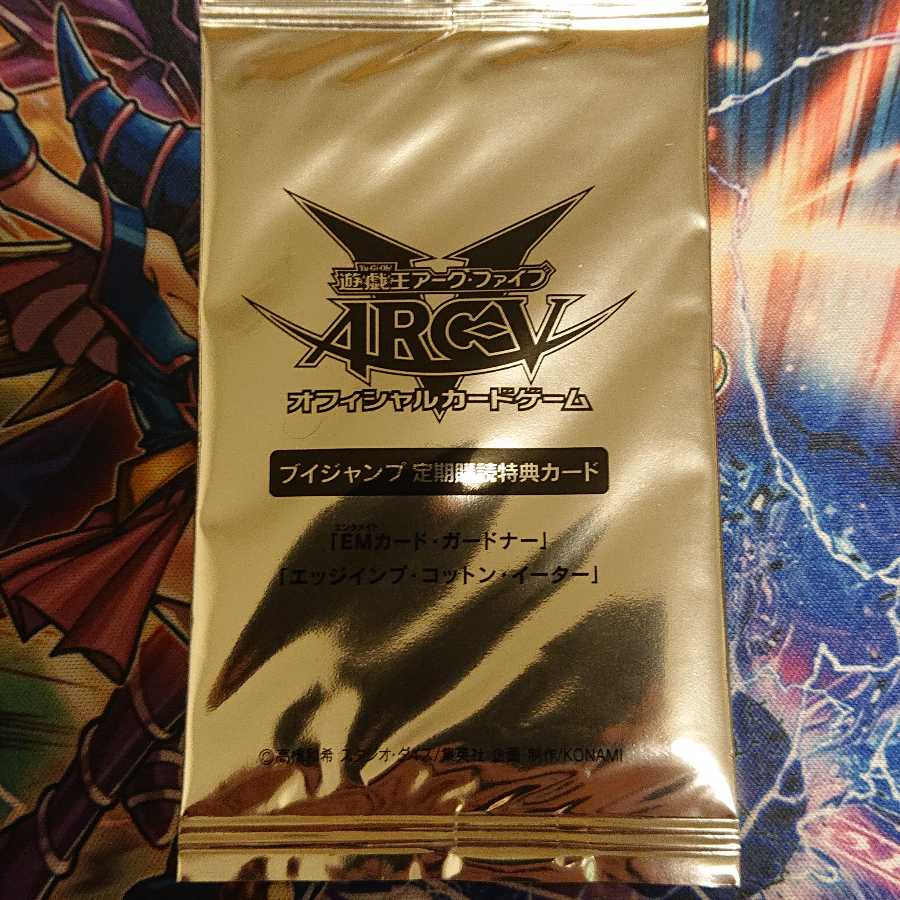 Yu-Gi-Oh!
遊戯王アーク・ファイブ
ARC-V
オフィシャルカードゲーム
ブイジャンプ 定期購読特典カード
エンタメイト
「EMカード・ガードナー」
「エッジインプ・コットン・イーター」
©高橋和希 スタジオ・ダイス/集英社 企画・制作/KONAMI